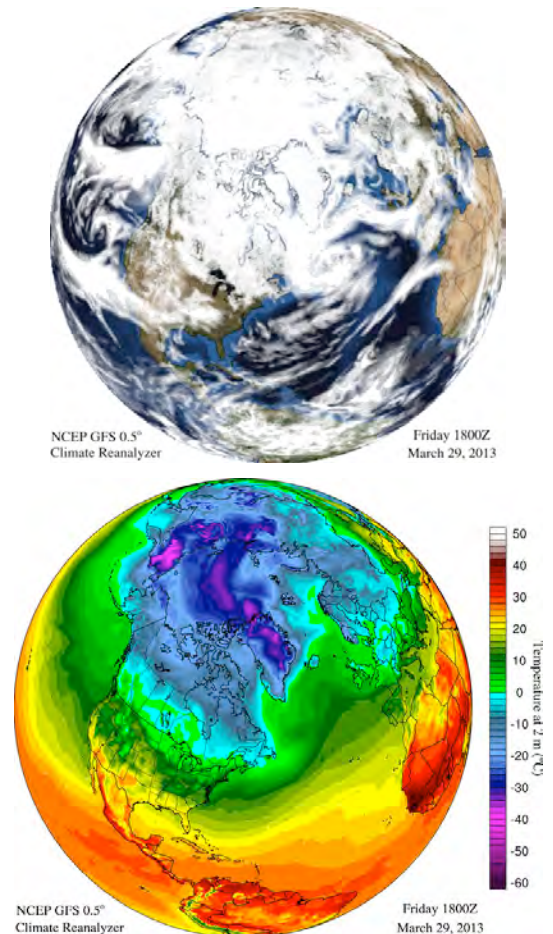 NCEP GFS 0.5°
Climate Reanalyzer
Friday 1800Z
March 29, 2013
50
40
30
20
10
0
-10
-20
-30
-40
-50
-60
Temperature at 2 m (°C)
NCEP GFS 0.5°
Climate Reanalyzer
Friday 1800Z
March 29, 2013